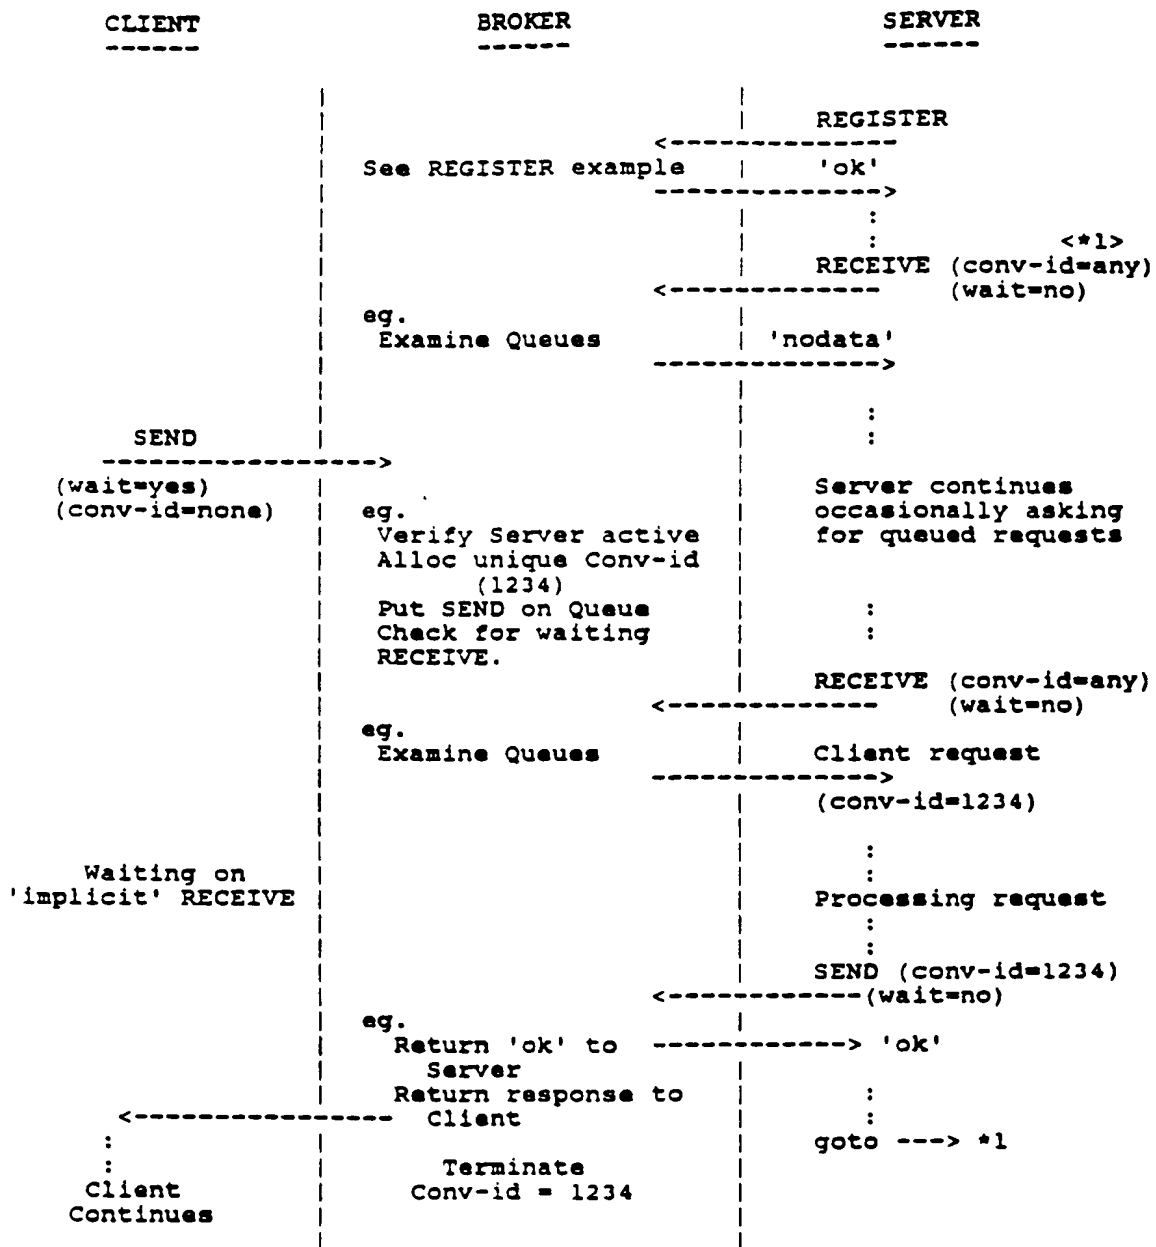 CLIENT BROKER SERVER
------ ------ ------
REGISTER
<--------------
See REGISTER example 'ok'
--------------->
:
: <*1>
RECEIVE (conv-id=any)
<------------- (wait=no)
eg.
Examine Queues 'nodata'
--------------->
:
SEND :
----------------->
(wait=yes) Server continues
(conv-id=none) eg. occasionally asking
Verify Server active for queued requests
Alloc unique Conv-id
(1234)
Put SEND on Queue :
Check for waiting :
RECEIVE.
RECEIVE (conv-id=any)
<------------- (wait=no)
eg.
Examine Queues Client request
--------------->
(conv-id=1234)
:
Waiting on :
'implicit' RECEIVE Processing request
:
:
SEND (conv-id=1234)
<-------------(wait=no)
eg.
Return 'ok' to ------------> 'ok'
Server
Return response to :
<---------------- Client :
: goto ---> *1
: Terminate
Client Conv-id = 1234
Continues